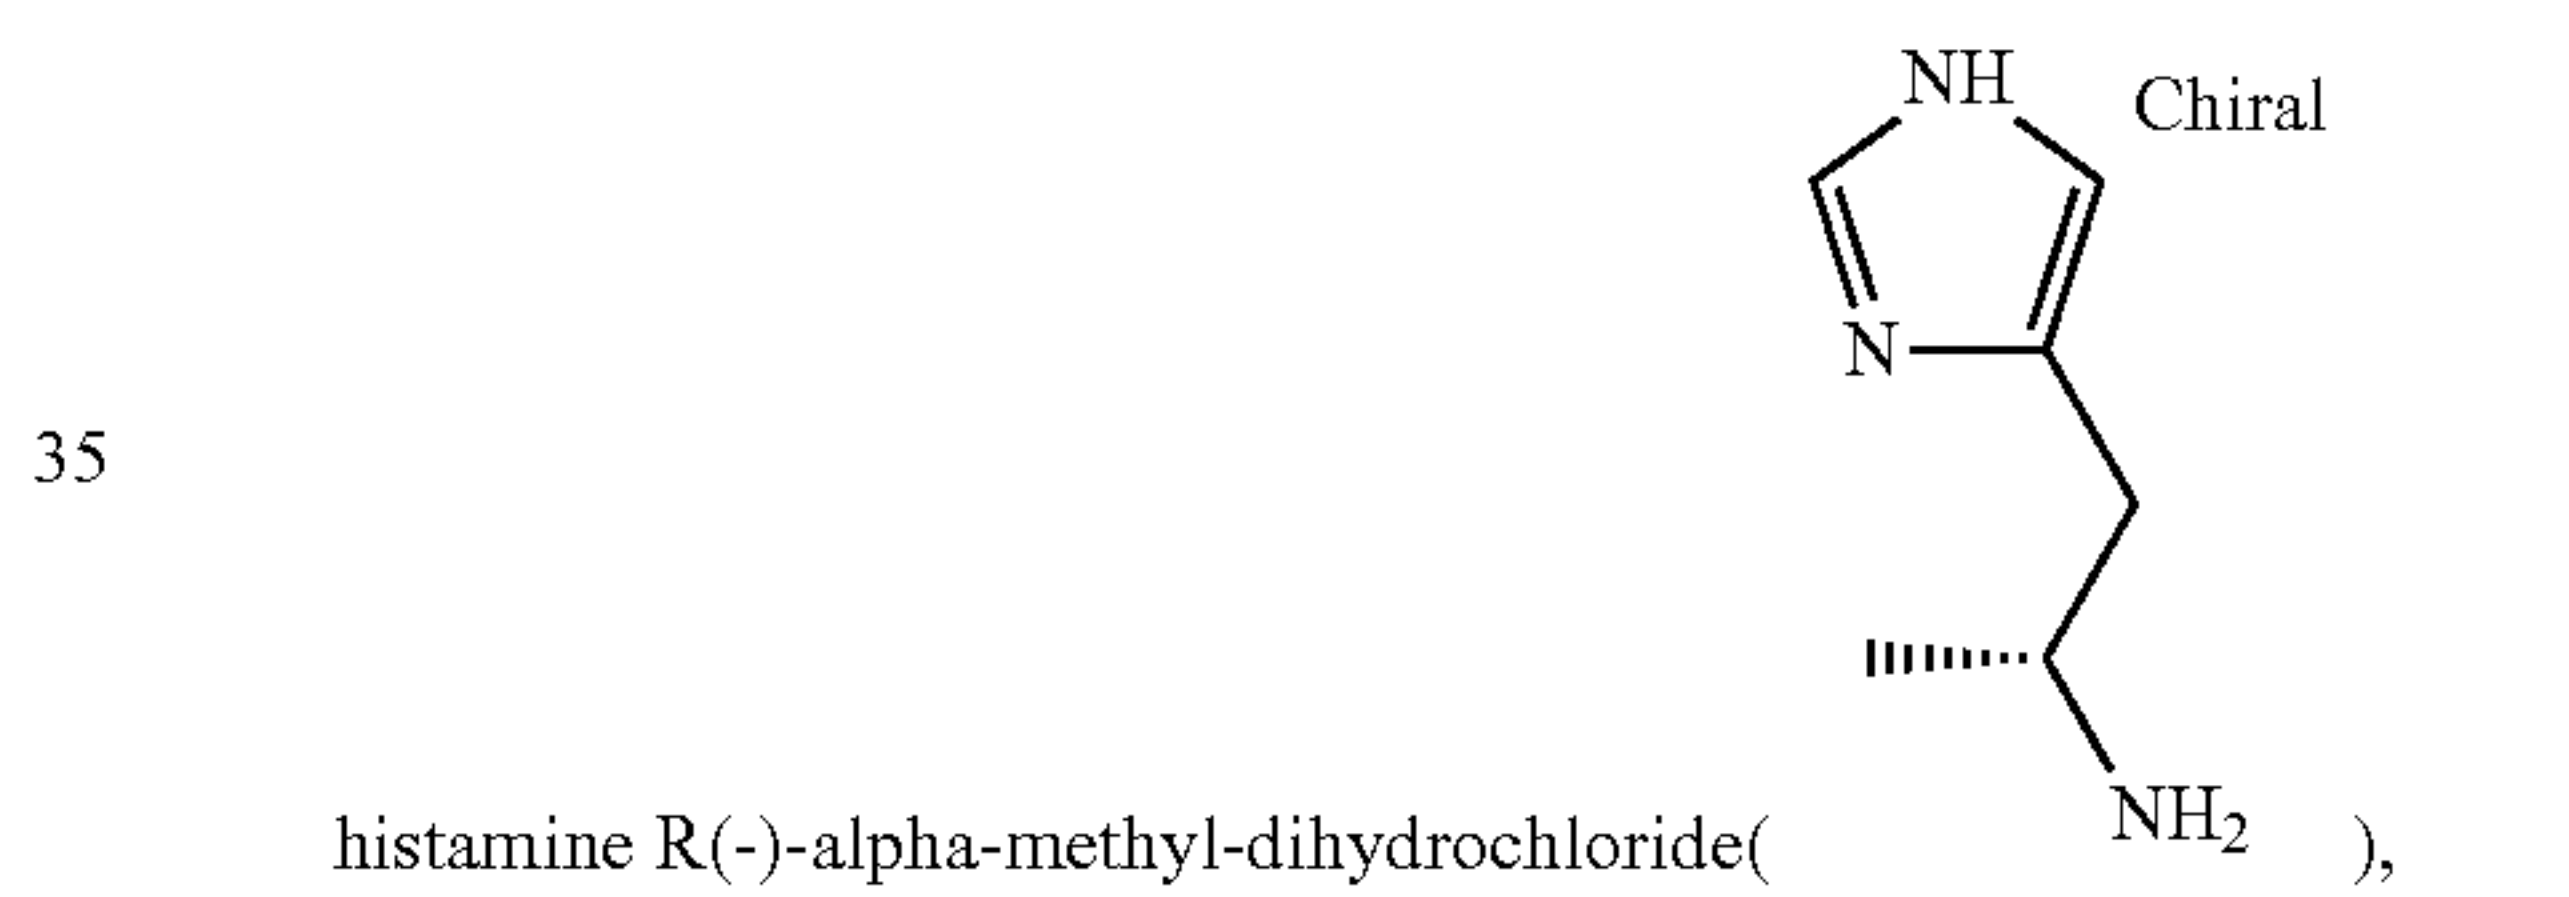 NH
Chiral
N
35
NH2
histamine R(-)-alpha-methyl-dihydrochloride( ),